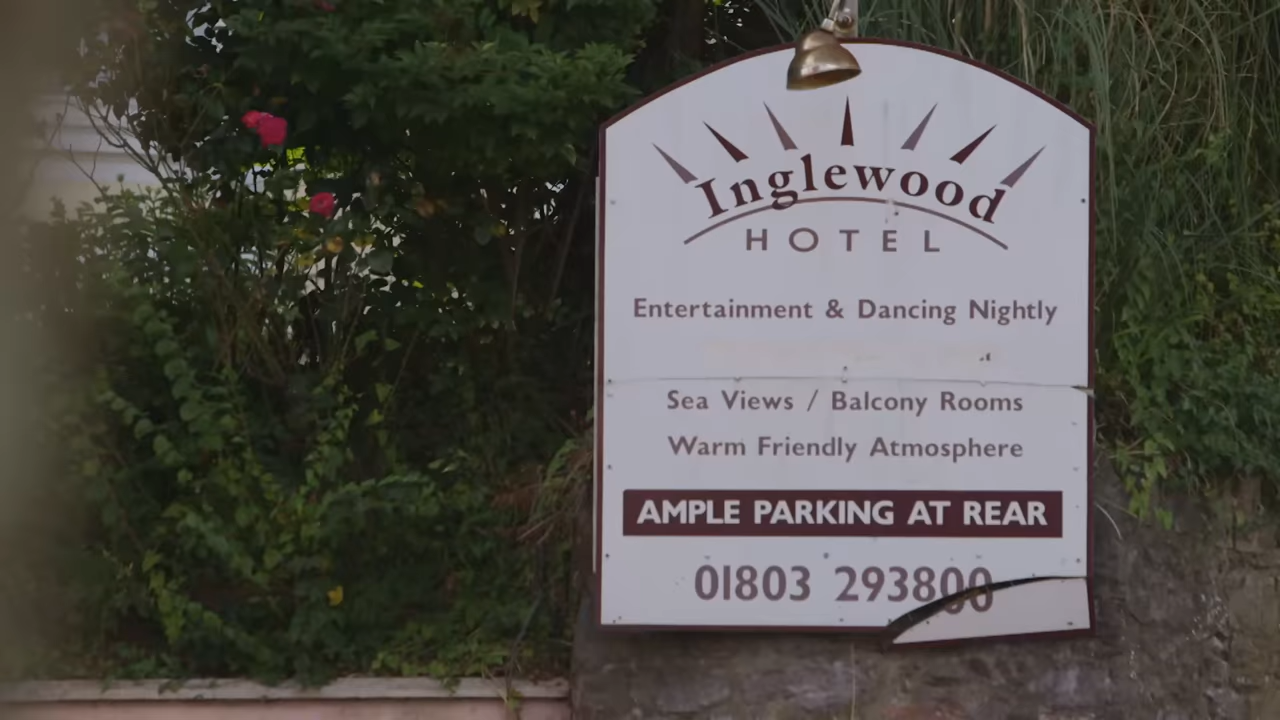 Inglewood
HOTEL
Entertainment & Dancing Nightly
Sea Views / Balcony Rooms
Warm Friendly Atmosphere
AMPLE PARKING AT REAR
01803 293800